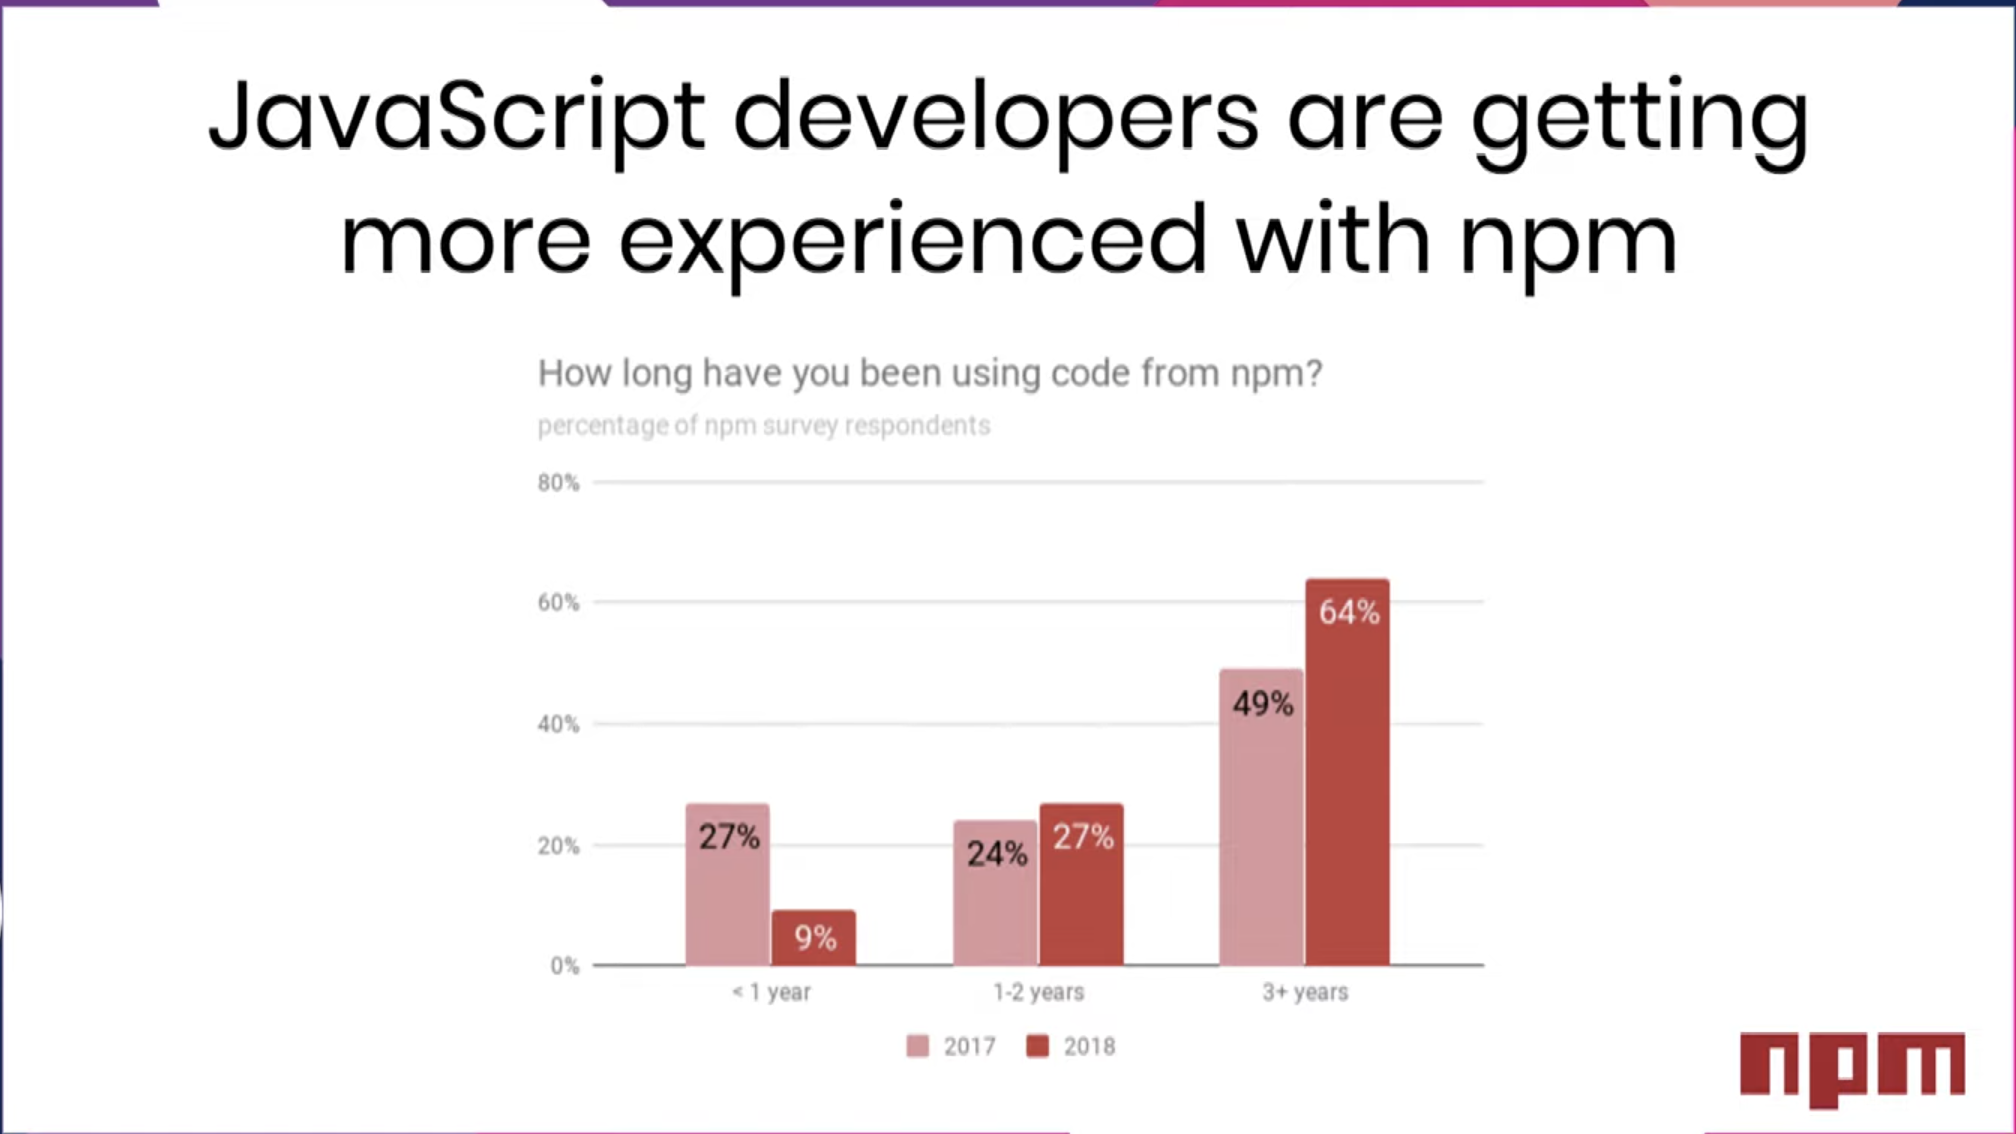 JavaScript developers are getting
more experienced with npm
How long have you been using code from npm?
percentage of npm survey respondents
80%
60%
40%
20%
0%
27%
9%
24%
27%
49%
64%
< 1 year
1-2 years
3+ years
2017
2018
npm